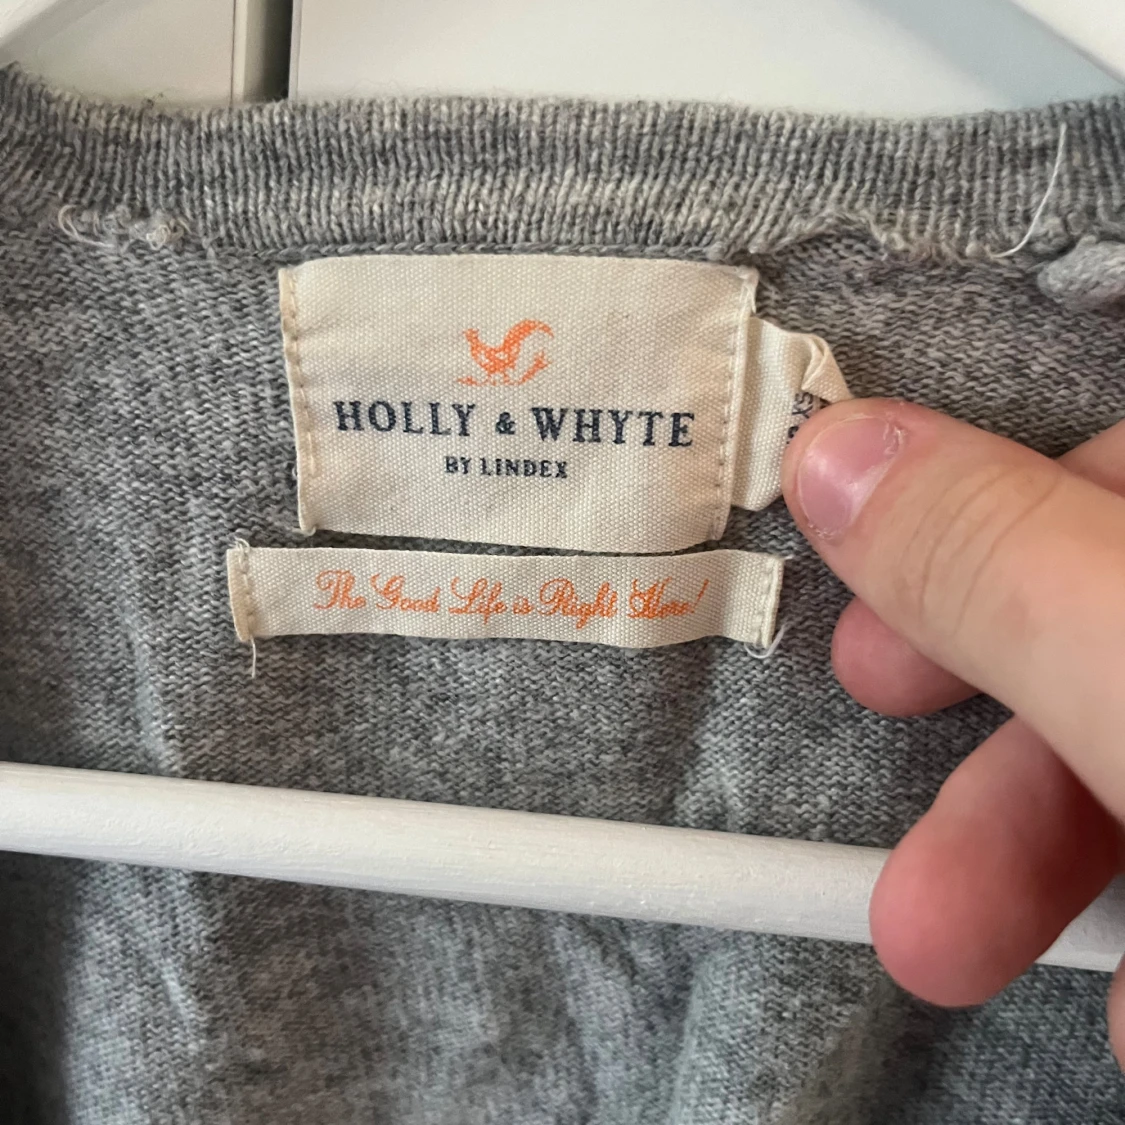 HOLLY & WHYTE
BY LINDEX
The Good Life is Right Here!